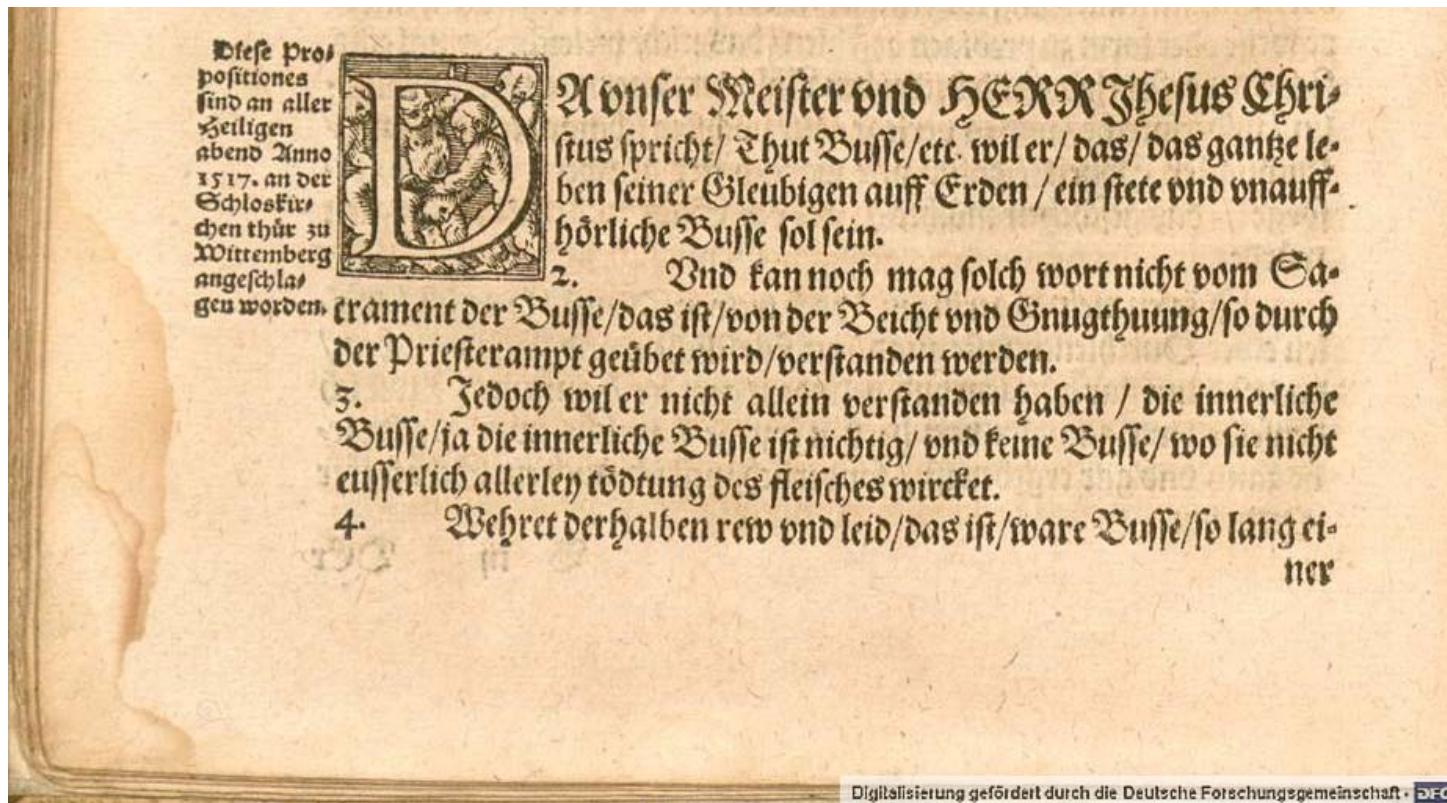 Diese Pro⸗
positiones
sind an aller
Heiligen
abend Anno
1517. an der
Schloskir⸗
chen thür zu
Wittemberg
angeschla⸗
gen worden.
DA vnser Meister vnd HERR Jhesus Chri⸗
stus spricht/ Thut Busse/etc. wil er/ das/ das gantze le⸗
ben seiner Gleubigen auff Erden / ein stete vnd vnauff⸗
hörliche Busse sol sein.
2. Vnd kan noch mag solch wort nicht vom Sa⸗
crament der Busse/das ist/von der Beicht vnd Gnugthuung/so durch
der Priesterampt geübet wird/verstanden werden.
3. Jedoch wil er nicht allein verstanden haben / die innerliche
Busse/ja die innerliche Busse ist nichtig/ vnd keine Busse/ wo sie nicht
eusserlich allerley tödtung des fleisches wircket.
4. Wehret derhalben rew vnd leid/das ist/ware Busse/so lang ei⸗
ner
Digitalisierung gefördert durch die Deutsche Forschungsgemeinschaft · DFG